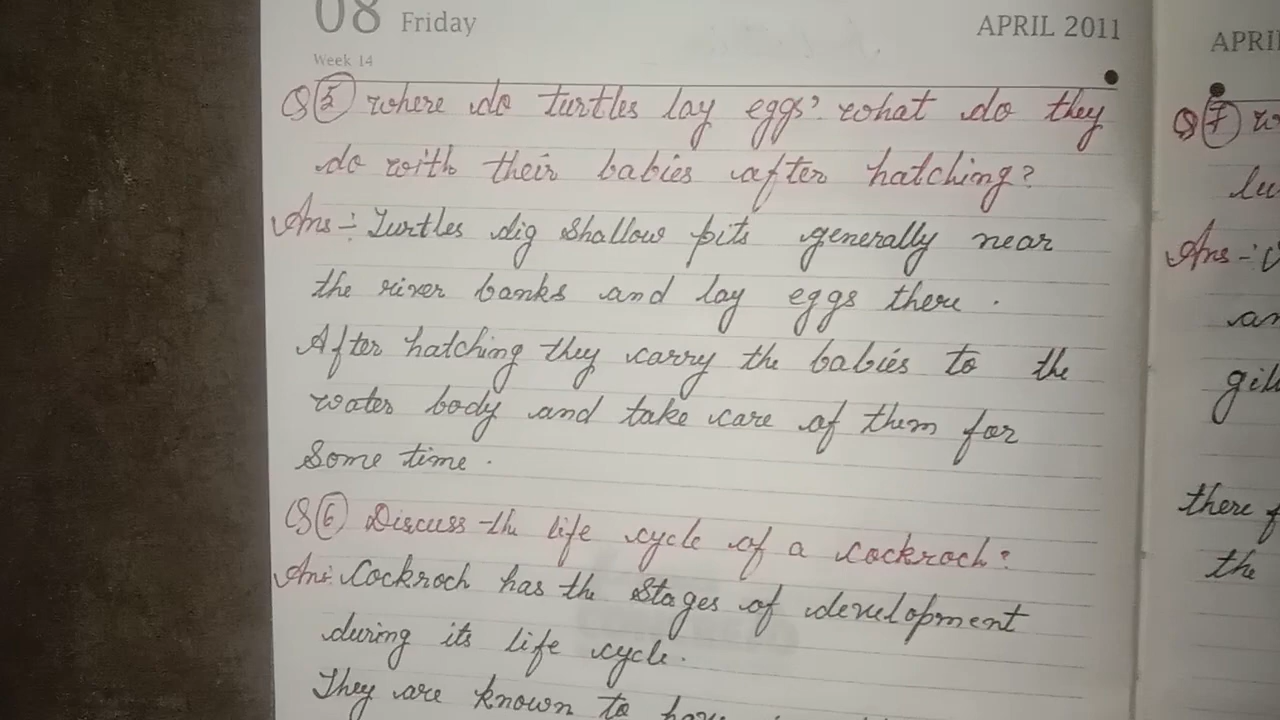 08 Friday
APRIL 2011
Week 14
Q5 where do turtles lay eggs? what do they
do with their babies after hatching?
Ans ÷ Turtles dig shallow pits generally near
the river banks and lay eggs there .
After hatching they carry the babies to the
water body and take care of them for
Some time .
Q6 Discuss the life cycle of a cockroch?
Ans: Cockroch has the stages of development
during its life cycle.
They are known to
APRI
Q7
Ans -
there
the